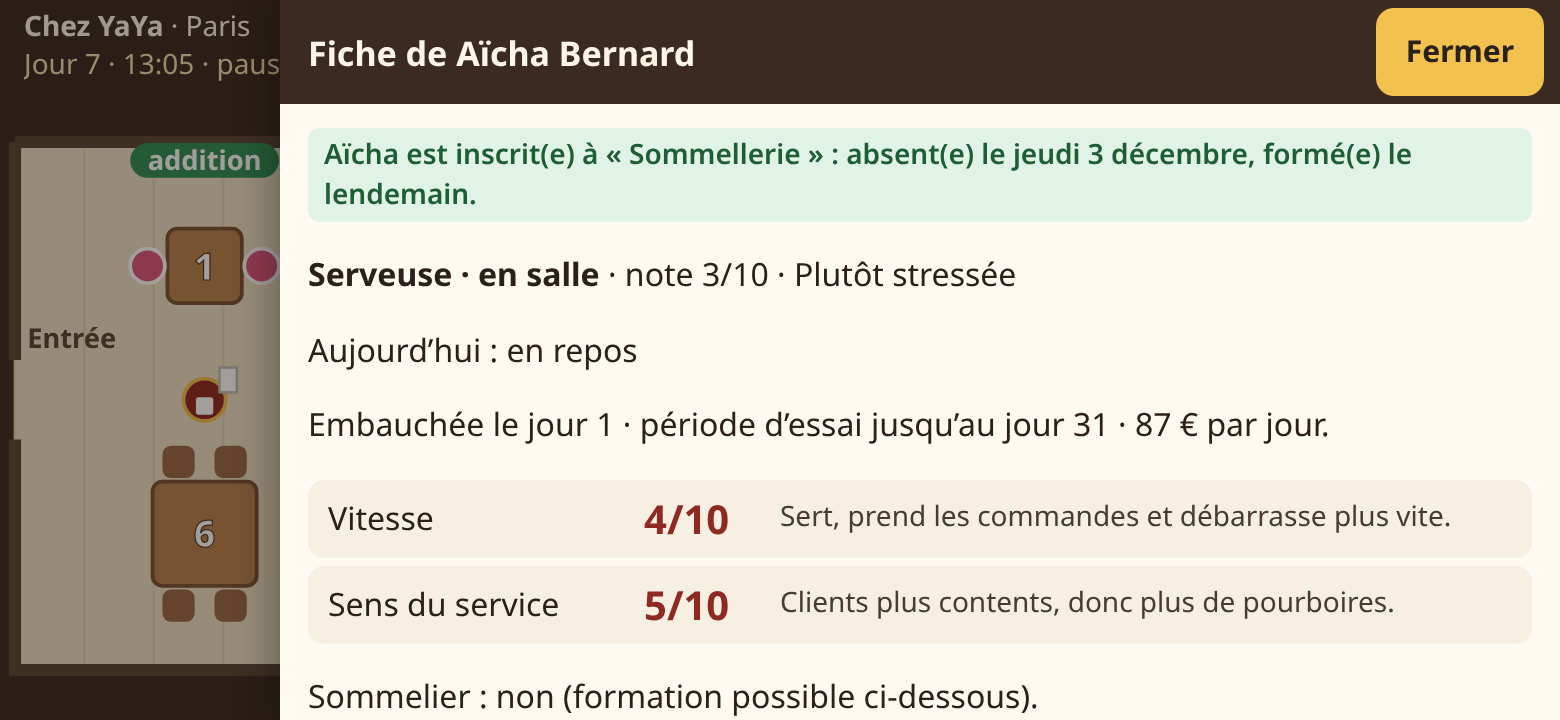 Chez YaYa · Paris
Jour 7 · 13:05 · paus
Fiche de Aïcha Bernard
Fermer
addition
1
Entrée
6
Aïcha est inscrit(e) à « Sommellerie » : absent(e) le jeudi 3 décembre, formé(e) le
lendemain.
Serveuse · en salle · note 3/10 · Plutôt stressée
Aujourd’hui : en repos
Embauchée le jour 1 · période d’essai jusqu’au jour 31 · 87 € par jour.
Vitesse 4/10 Sert, prend les commandes et débarrasse plus vite.
Sens du service 5/10 Clients plus contents, donc plus de pourboires.
Sommelier : non (formation possible ci-dessous).